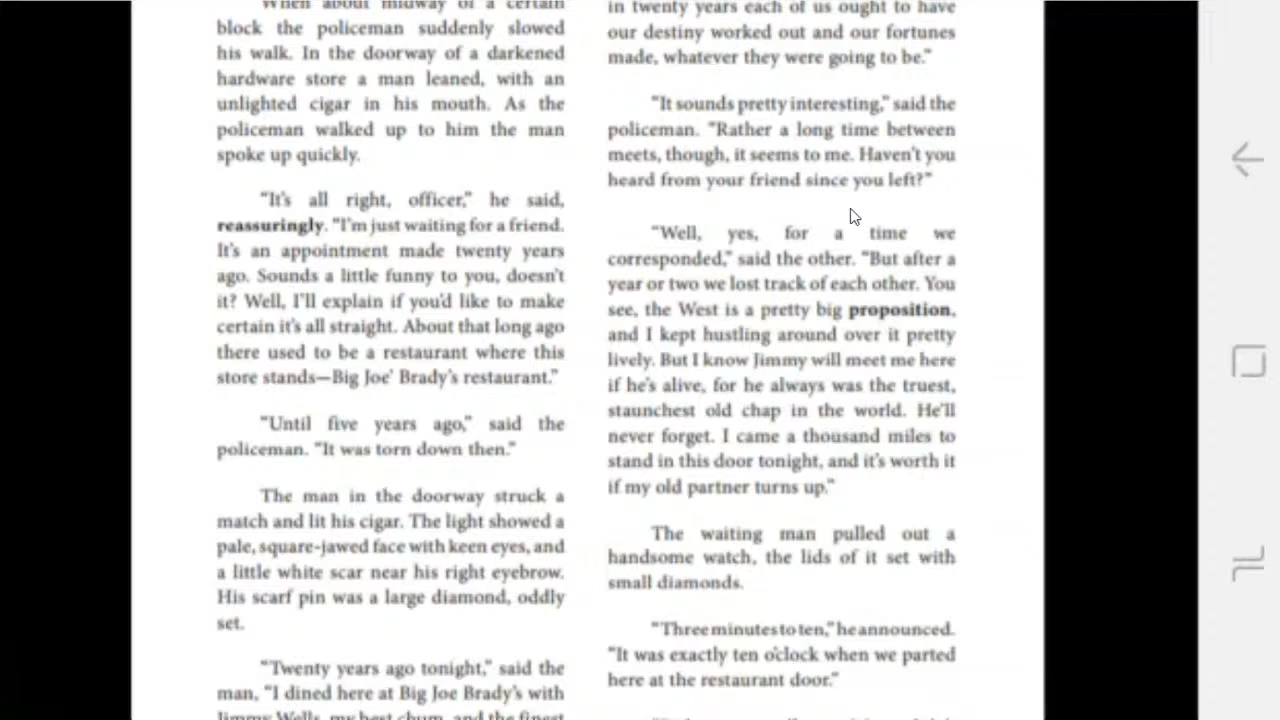 When about midway of a certain
block the policeman suddenly slowed
his walk. In the doorway of a darkened
hardware store a man leaned, with an
unlighted cigar in his mouth. As the
policeman walked up to him the man
spoke up quickly.
"It's all right, officer," he said,
reassuringly. "I'm just waiting for a friend.
It's an appointment made twenty years
ago. Sounds a little funny to you, doesn't
it? Well, I'll explain if you'd like to make
certain it's all straight. About that long ago
there used to be a restaurant where this
store stands—Big Joe' Brady's restaurant."
"Until five years ago," said the
policeman. "It was torn down then."
The man in the doorway struck a
match and lit his cigar. The light showed a
pale, square-jawed face with keen eyes, and
a little white scar near his right eyebrow.
His scarf pin was a large diamond, oddly
set.
"Twenty years ago tonight," said the
man, "I dined here at Big Joe Brady's with
Jimmy Wells, my best chum, and the finest
in twenty years each of us ought to have
our destiny worked out and our fortunes
made, whatever they were going to be."
"It sounds pretty interesting," said the
policeman. "Rather a long time between
meets, though, it seems to me. Haven't you
heard from your friend since you left?"
"Well, yes, for a time we
corresponded," said the other. "But after a
year or two we lost track of each other. You
see, the West is a pretty big proposition,
and I kept hustling around over it pretty
lively. But I know Jimmy will meet me here
if he's alive, for he always was the truest,
staunchest old chap in the world. He'll
never forget. I came a thousand miles to
stand in this door tonight, and it's worth it
if my old partner turns up."
The waiting man pulled out a
handsome watch, the lids of it set with
small diamonds.
"Three minutes to ten," he announced.
"It was exactly ten o'clock when we parted
here at the restaurant door."